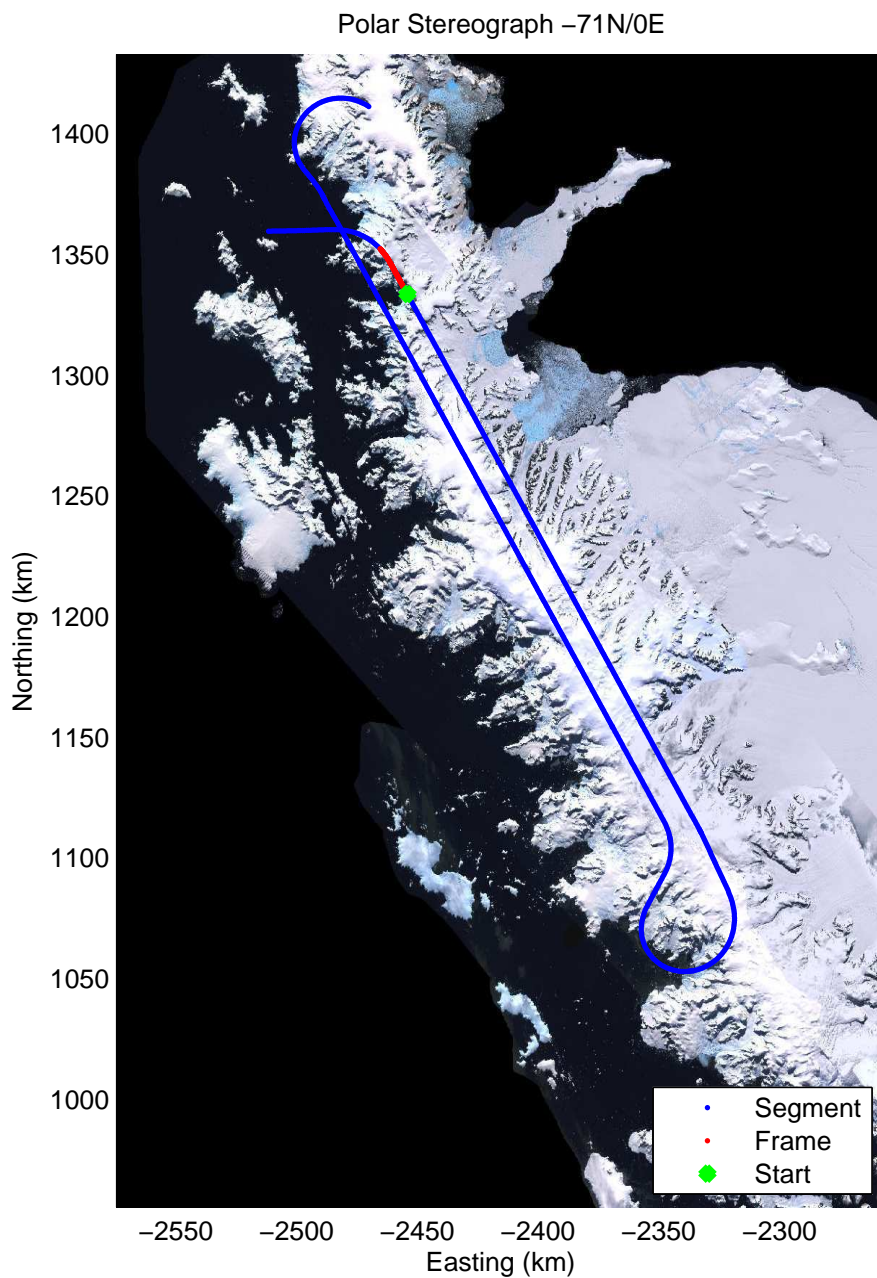 Polar Stereograph −71N/0E
1400
1350
1300
1250
1200
1150
1100
1050
1000
Northing (km)
−2550
−2500
−2450
−2400
−2350
−2300
Easting (km)
Segment
Frame
Start